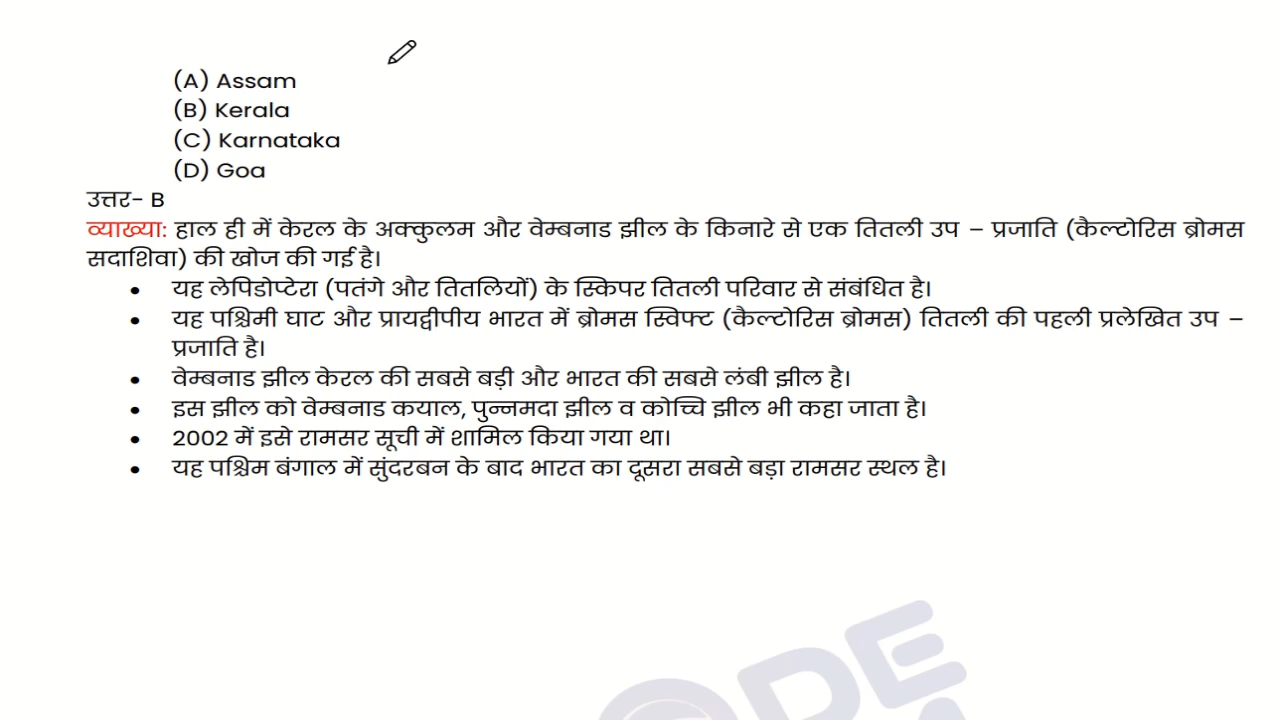 (A) Assam
(B) Kerala
(C) Karnataka
(D) Goa
उत्तर- B
व्याख्या: हाल ही में केरल के अक्कुलम और वेम्बनाड झील के किनारे से एक तितली उप – प्रजाति (कैल्टोरिस ब्रोमस
सदाशिवा) की खोज की गई है।
• यह लेपिडोप्टेरा (पतंगे और तितलियों) के स्किपर तितली परिवार से संबंधित है।
• यह पश्चिमी घाट और प्रायद्वीपीय भारत में ब्रोमस स्विफ्ट (कैल्टोरिस ब्रोमस) तितली की पहली प्रलेखित उप –
प्रजाति है।
• वेम्बनाड झील केरल की सबसे बड़ी और भारत की सबसे लंबी झील है।
• इस झील को वेम्बनाड कयाल, पुन्नमदा झील व कोच्चि झील भी कहा जाता है।
• 2002 में इसे रामसर सूची में शामिल किया गया था।
• यह पश्चिम बंगाल में सुंदरबन के बाद भारत का दूसरा सबसे बड़ा रामसर स्थल है।